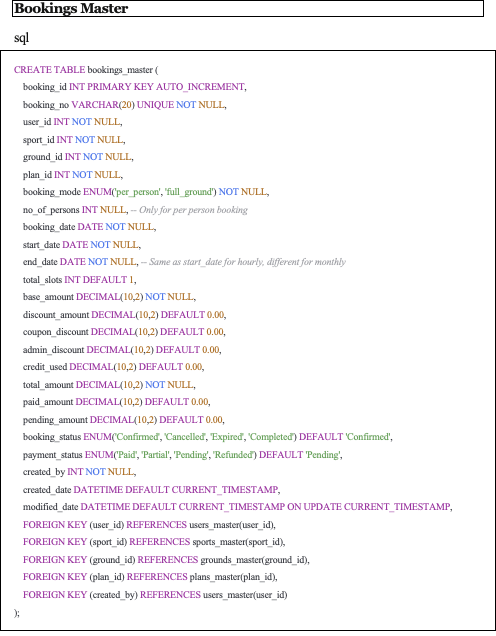 Bookings Master
sql
CREATE TABLE bookings_master (
booking_id INT PRIMARY KEY AUTO_INCREMENT,
booking_no VARCHAR(20) UNIQUE NOT NULL,
user_id INT NOT NULL,
sport_id INT NOT NULL,
ground_id INT NOT NULL,
plan_id INT NOT NULL,
booking_mode ENUM('per_person', 'full_ground') NOT NULL,
no_of_persons INT NULL, -- Only for per person booking
booking_date DATE NOT NULL,
start_date DATE NOT NULL,
end_date DATE NOT NULL, -- Same as start_date for hourly, different for monthly
total_slots INT DEFAULT 1,
base_amount DECIMAL(10,2) NOT NULL,
discount_amount DECIMAL(10,2) DEFAULT 0.00,
coupon_discount DECIMAL(10,2) DEFAULT 0.00,
admin_discount DECIMAL(10,2) DEFAULT 0.00,
credit_used DECIMAL(10,2) DEFAULT 0.00,
total_amount DECIMAL(10,2) NOT NULL,
paid_amount DECIMAL(10,2) DEFAULT 0.00,
pending_amount DECIMAL(10,2) DEFAULT 0.00,
booking_status ENUM('Confirmed', 'Cancelled', 'Expired', 'Completed') DEFAULT 'Confirmed',
payment_status ENUM('Paid', 'Partial', 'Pending', 'Refunded') DEFAULT 'Pending',
created_by INT NOT NULL,
created_date DATETIME DEFAULT CURRENT_TIMESTAMP,
modified_date DATETIME DEFAULT CURRENT_TIMESTAMP ON UPDATE CURRENT_TIMESTAMP,
FOREIGN KEY (user_id) REFERENCES users_master(user_id),
FOREIGN KEY (sport_id) REFERENCES sports_master(sport_id),
FOREIGN KEY (ground_id) REFERENCES grounds_master(ground_id),
FOREIGN KEY (plan_id) REFERENCES plans_master(plan_id),
FOREIGN KEY (created_by) REFERENCES users_master(user_id)
);